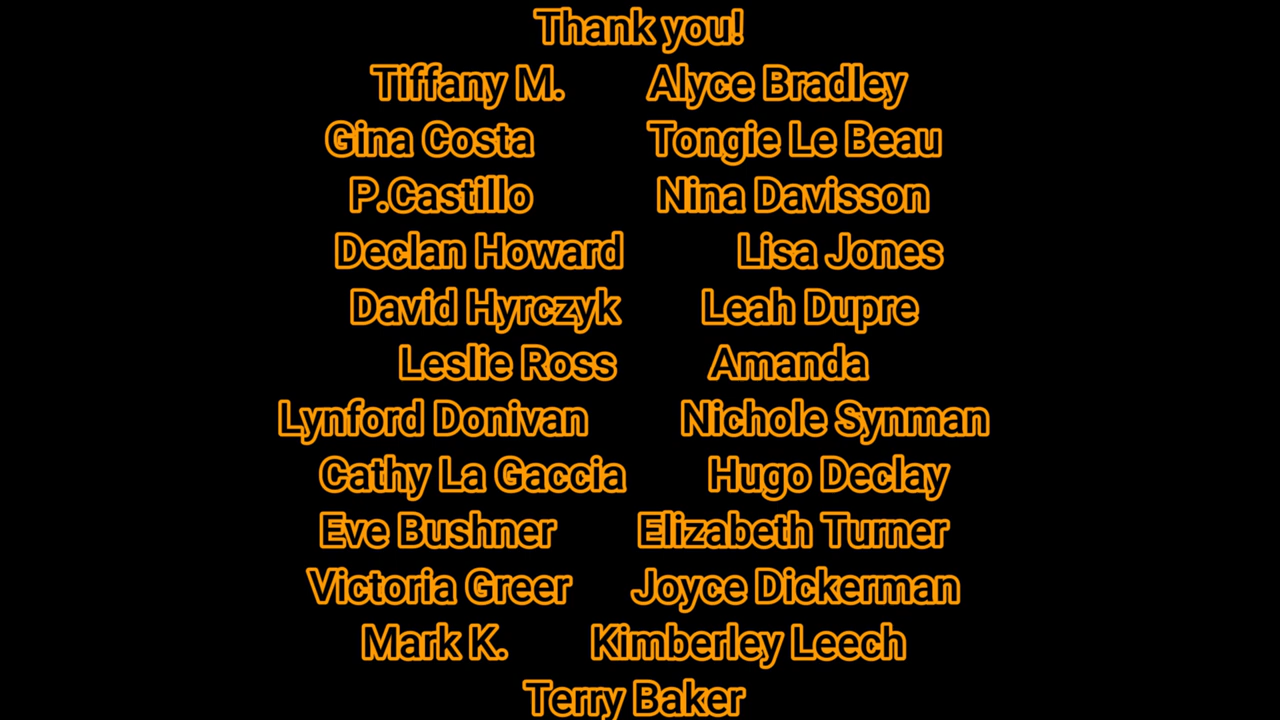 Thank you!
Tiffany M. Alyce Bradley
Gina Costa Tongie Le Beau
P.Castillo Nina Davisson
Declan Howard Lisa Jones
David Hyrczyk Leah Dupre
Leslie Ross Amanda
Lynford Donivan Nichole Synman
Cathy La Gaccia Hugo Declay
Eve Bushner Elizabeth Turner
Victoria Greer Joyce Dickerman
Mark K. Kimberley Leech
Terry Baker